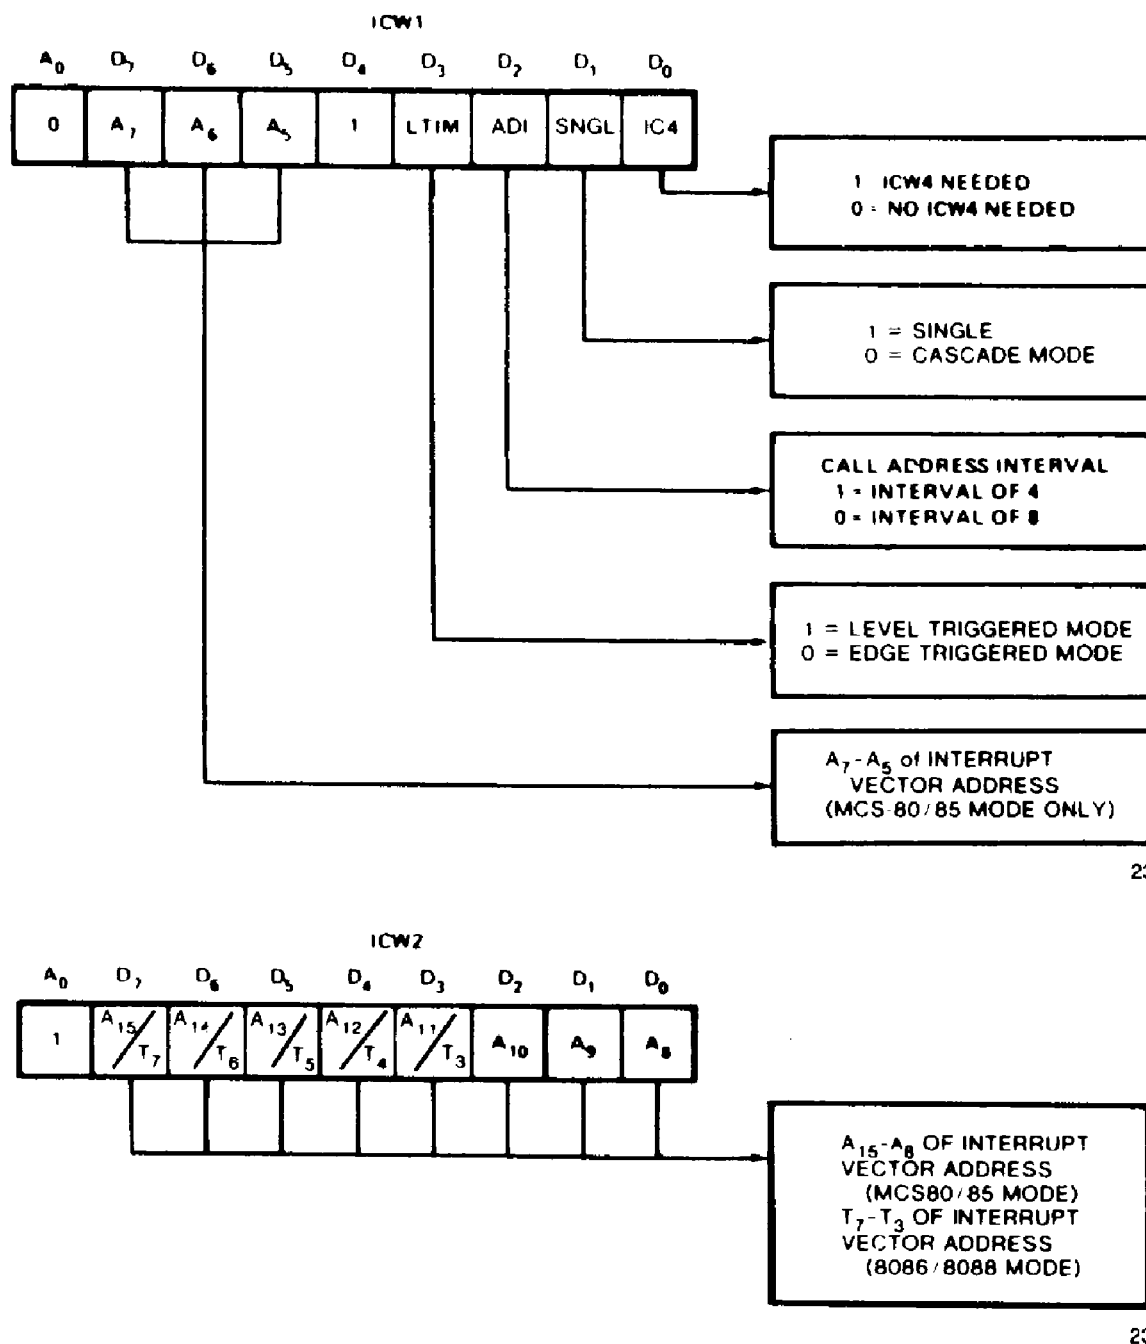 ICW1
A0 D7 D6 D5 D4 D3 D2 D1 D0
0 A7 A6 A5 1 LTIM ADI SNGL IC4
1 ICW4 NEEDED
0 = NO ICW4 NEEDED
1 = SINGLE
0 = CASCADE MODE
CALL ADDRESS INTERVAL
1 = INTERVAL OF 4
0 = INTERVAL OF 8
1 = LEVEL TRIGGERED MODE
0 = EDGE TRIGGERED MODE
A7-A5 of INTERRUPT
VECTOR ADDRESS
(MCS-80/85 MODE ONLY)
23
ICW2
A0 D7 D6 D5 D4 D3 D2 D1 D0
1 A15/T7 A14/T6 A13/T5 A12/T4 A11/T3 A10 A9 A8
A15-A8 OF INTERRUPT
VECTOR ADDRESS
(MCS80/85 MODE)
T7-T3 OF INTERRUPT
VECTOR ADDRESS
(8086/8088 MODE)
23